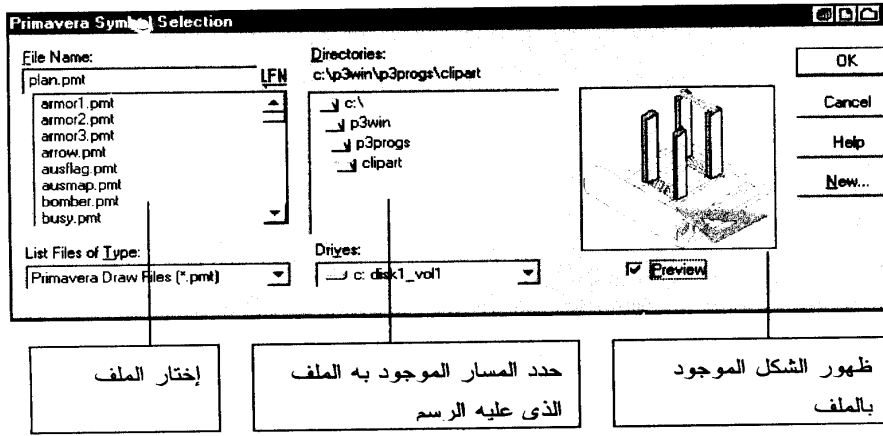 Primavera Symbol Selection
File Name:
plan.pmt
LFN
armor1.pmt
armor2.pmt
armor3.pmt
arrow.pmt
ausflag.pmt
ausmap.pmt
bomber.pmt
busy.pmt
List Files of Type:
Primavera Draw Files (*.pmt)
Directories:
c:\p3win\p3progs\clipart
c:\
p3win
p3progs
clipart
Drives:
c: disk1_vol1
Preview
OK
Cancel
Help
New...
ظهور الشكل الموجود
بالملف
حدد المسار الموجود به الملف
الذى عليه الرسم
إختار الملف